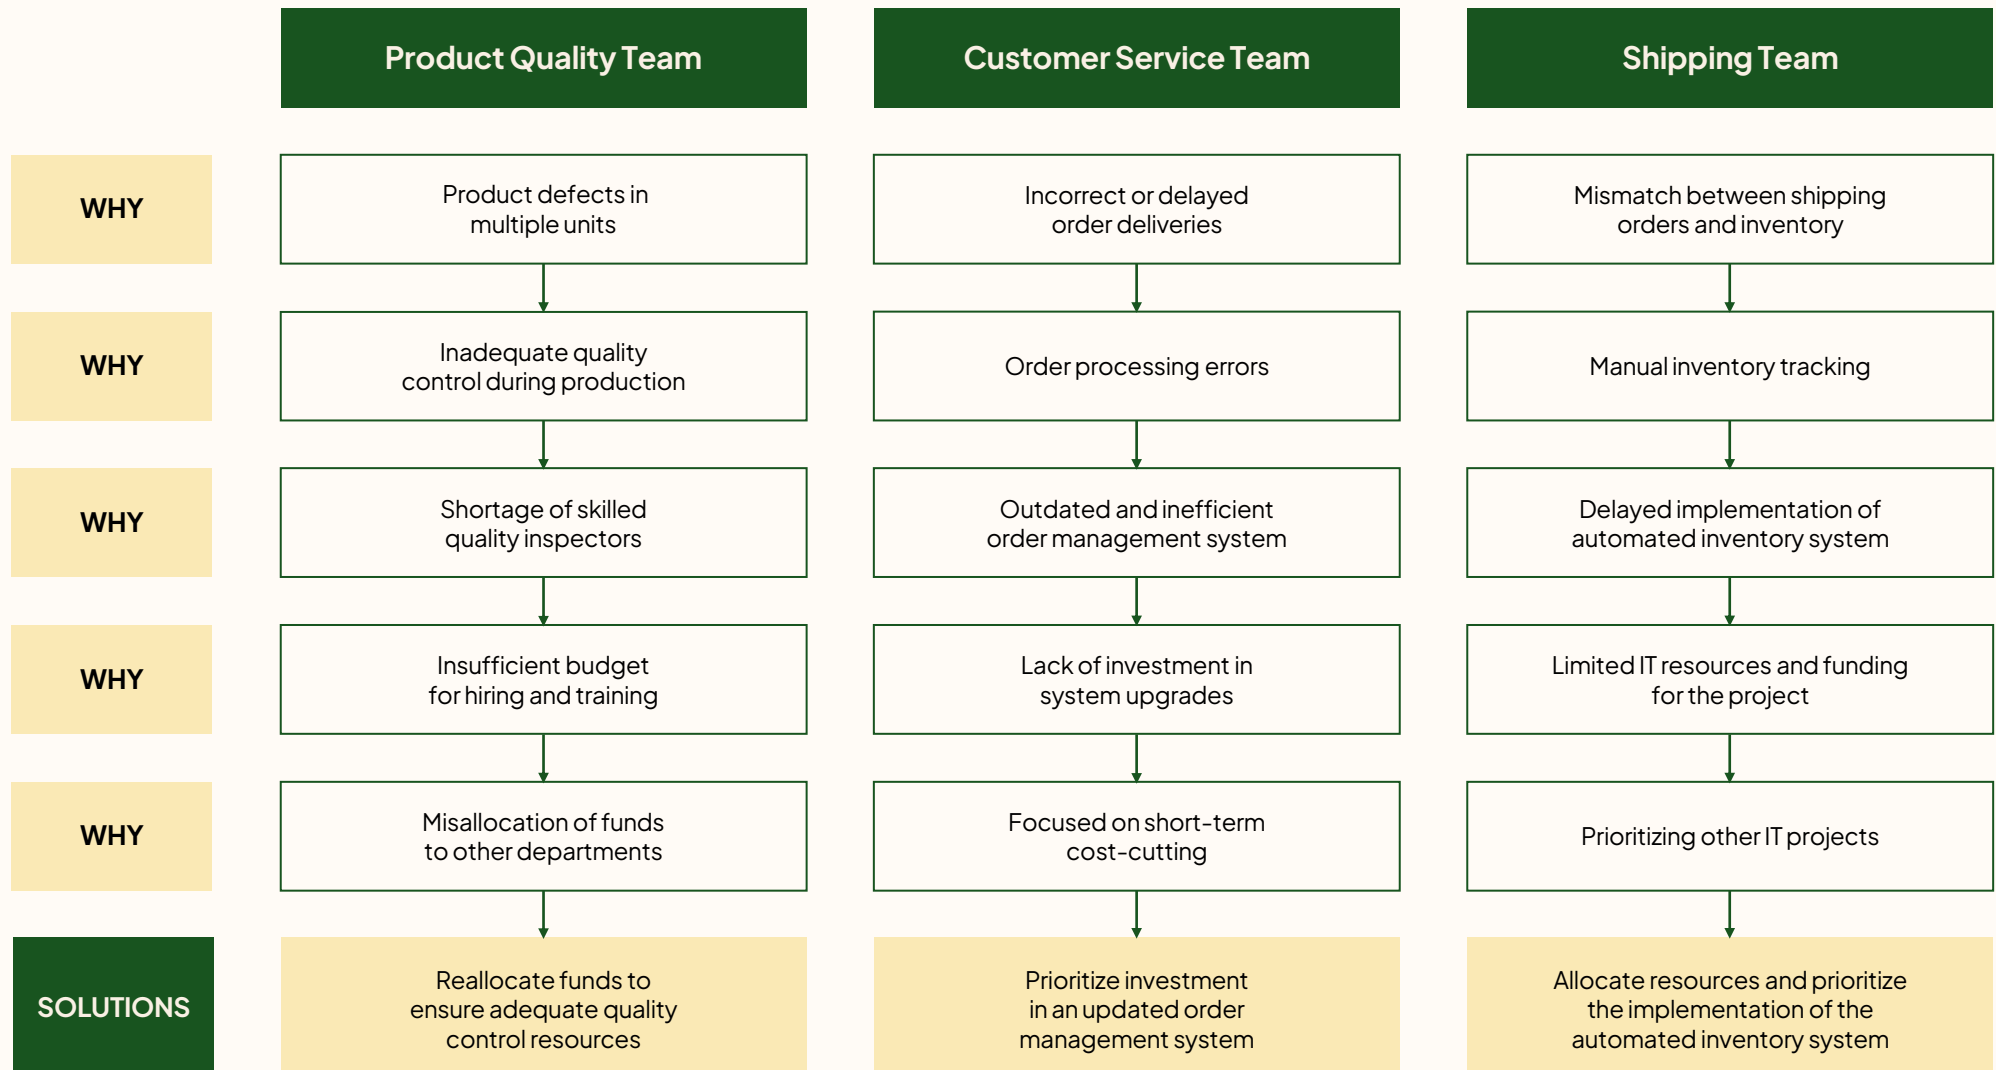 Product Quality Team
Customer Service Team
Shipping Team
WHY
Product defects in
multiple units
Incorrect or delayed
order deliveries
Mismatch between shipping
orders and inventory
WHY
Inadequate quality
control during production
Order processing errors
Manual inventory tracking
WHY
Shortage of skilled
quality inspectors
Outdated and inefficient
order management system
Delayed implementation of
automated inventory system
WHY
Insufficient budget
for hiring and training
Lack of investment in
system upgrades
Limited IT resources and funding
for the project
WHY
Misallocation of funds
to other departments
Focused on short-term
cost-cutting
Prioritizing other IT projects
SOLUTIONS
Reallocate funds to
ensure adequate quality
control resources
Prioritize investment
in an updated order
management system
Allocate resources and prioritize
the implementation of the
automated inventory system